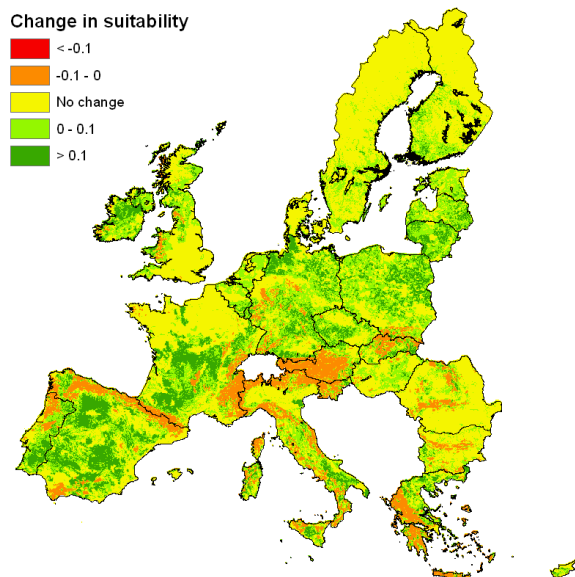 Change in suitability
< -0.1
-0.1 - 0
No change
0 - 0.1
> 0.1